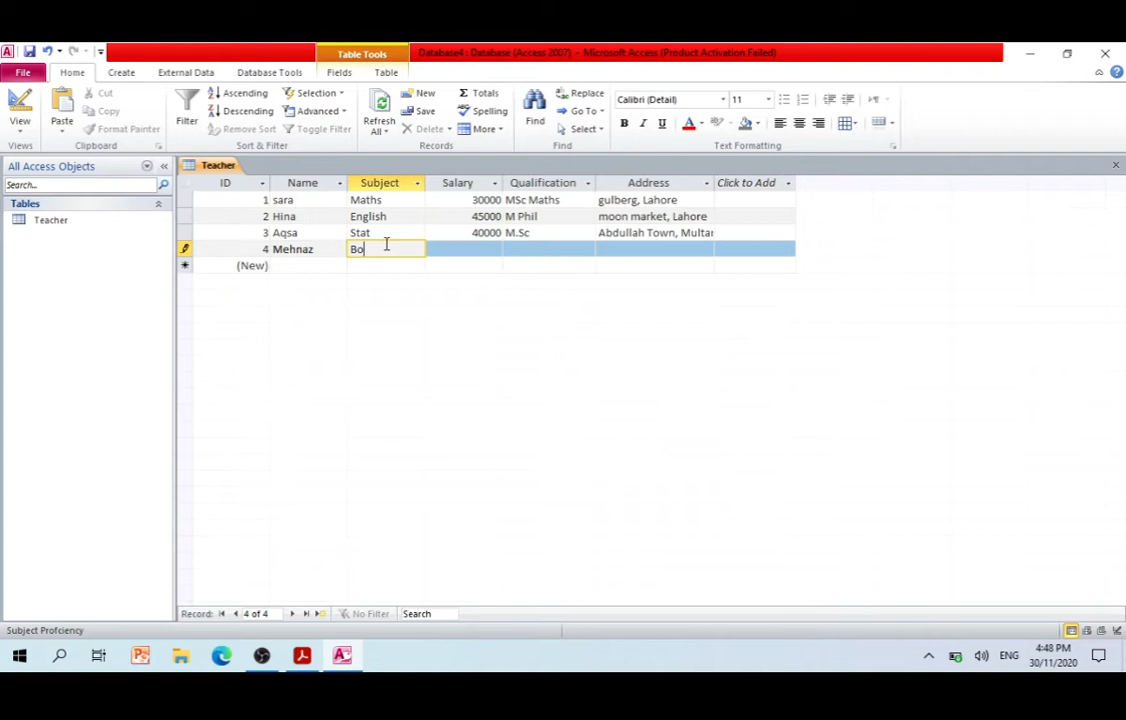 Table Tools
Database4 : Database (Access 2007) - Microsoft Access (Product Activation Failed)
File Home Create External Data Database Tools Fields Table
View
Views
Paste
Cut
Copy
Format Painter
Clipboard
Filter
Ascending
Descending
Remove Sort
Selection
Advanced
Toggle Filter
Sort & Filter
Refresh All
New
Save
Delete
Totals
Spelling
More
Records
Find
Replace
Go To
Select
Find
Calibri (Detail) 11
B I U A
Text Formatting
All Access Objects
Search...
Tables
Teacher
Teacher
ID Name Subject Salary Qualification Address Click to Add
1 sara Maths 30000 MSc Maths gulberg, Lahore
2 Hina English 45000 M Phil moon market, Lahore
3 Aqsa Stat 40000 M.Sc Abdullah Town, Multan
4 Mehnaz Bo
(New)
Record: 4 of 4 No Filter Search
Subject Profciency
ENG
4:48 PM
30/11/2020